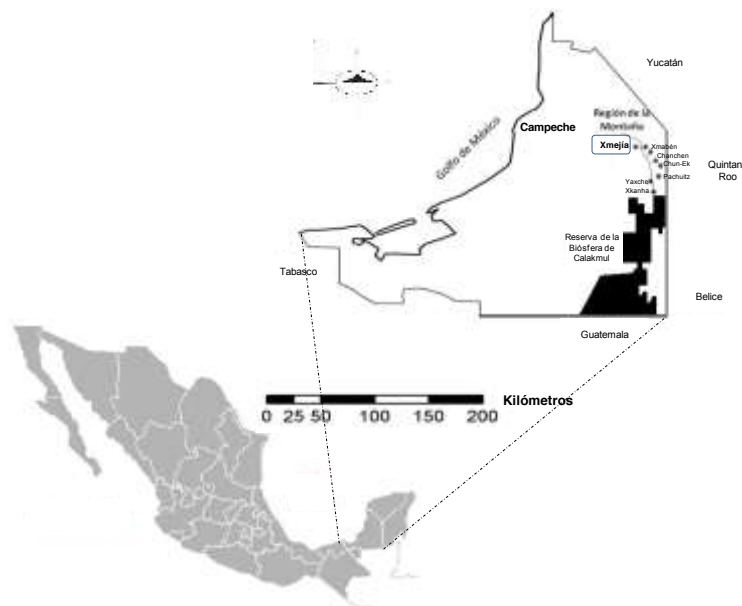 Yucatán
Golfo de México
Campeche
Región de la
Montaña
Xmejía
Xmabén
Chanchen
Chun-Ek
Pachuitz
Yaxche
Xkanha
Quintan
Roo
Reserva de la
Biósfera de
Calakmul
Tabasco
Belice
Guatemala
Kilómetros
0 25 50 100 150 200